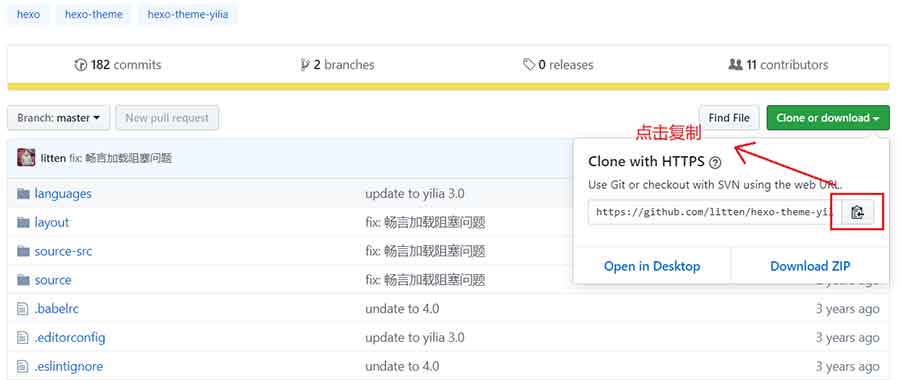 hexo hexo-theme hexo-theme-yilia
182 commits 2 branches 0 releases 11 contributors
Branch: master New pull request Find File Clone or download
点击复制
litten fix: 畅言加载阻塞问题
Clone with HTTPS
Use Git or checkout with SVN using the web URL.
https://github.com/litten/hexo-theme-yil
Open in Desktop Download ZIP
languages update to yilia 3.0
layout fix: 畅言加载阻塞问题
source-src fix: 畅言加载阻塞问题
source fix: 畅言加载阻塞问题
.babelrc undate to 4.0 3 years ago
.editorconfig update to yilia 3.0 3 years ago
.eslintignore undate to 4.0 3 years ago